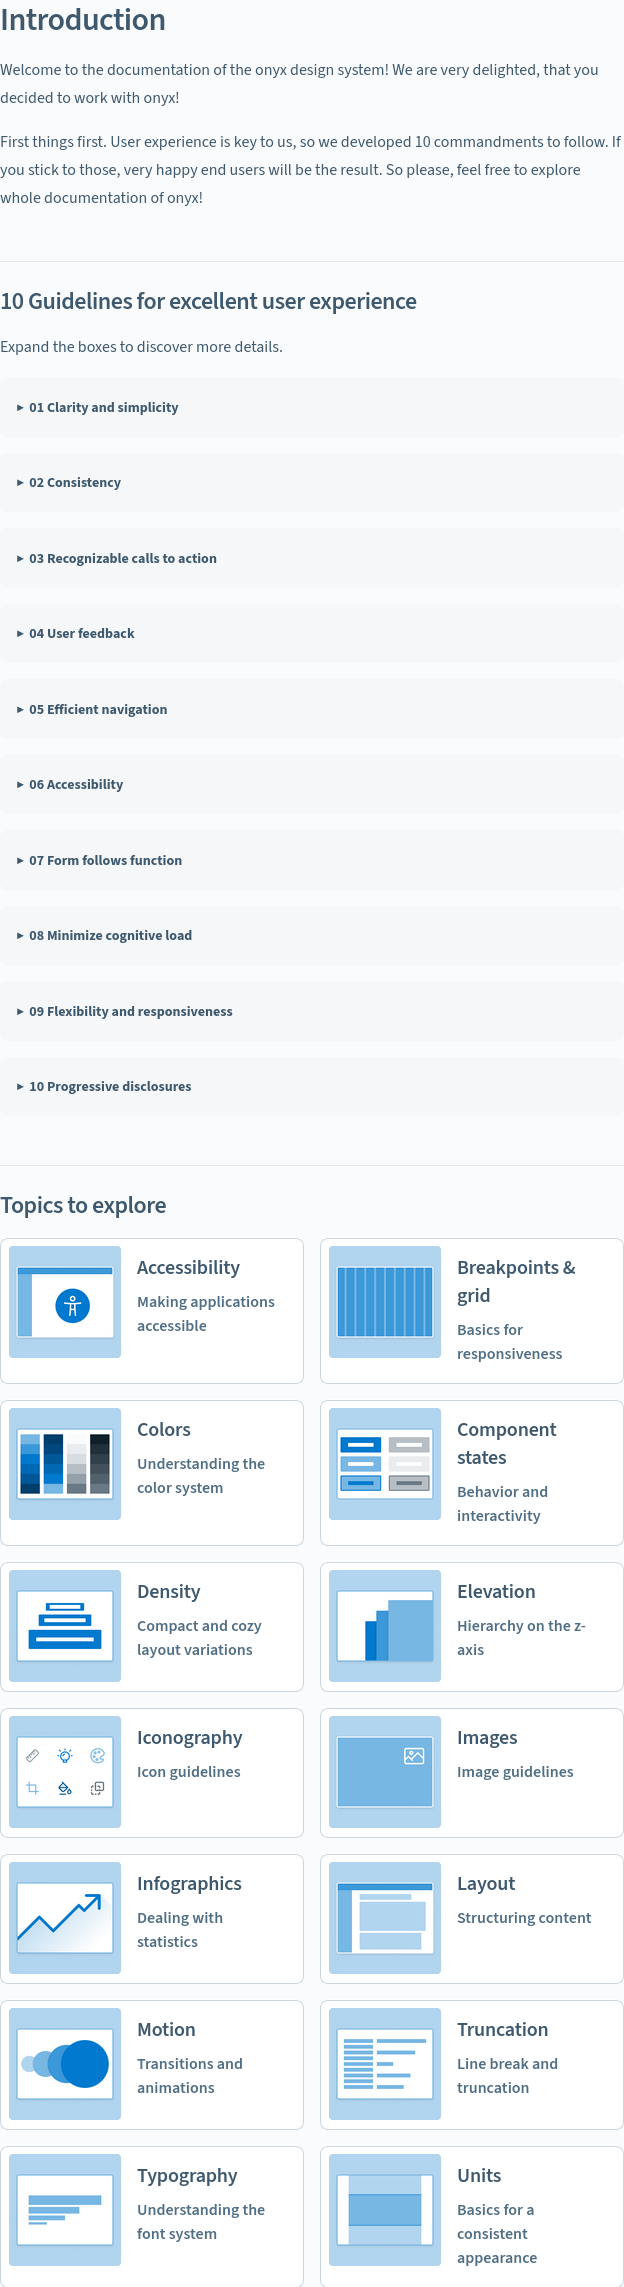 Introduction
Welcome to the documentation of the onyx design system! We are very delighted, that you
decided to work with onyx!
First things first. User experience is key to us, so we developed 10 commandments to follow. If
you stick to those, very happy end users will be the result. So please, feel free to explore
whole documentation of onyx!
10 Guidelines for excellent user experience
Expand the boxes to discover more details.
01 Clarity and simplicity
02 Consistency
03 Recognizable calls to action
04 User feedback
05 Efficient navigation
06 Accessibility
07 Form follows function
08 Minimize cognitive load
09 Flexibility and responsiveness
10 Progressive disclosures
Topics to explore
Accessibility
Making applications
accessible
Breakpoints &
grid
Basics for
responsiveness
Colors
Understanding the
color system
Component
states
Behavior and
interactivity
Density
Compact and cozy
layout variations
Elevation
Hierarchy on the z-
axis
Iconography
Icon guidelines
Images
Image guidelines
Infographics
Dealing with
statistics
Layout
Structuring content
Motion
Transitions and
animations
Truncation
Line break and
truncation
Typography
Understanding the
font system
Units
Basics for a
consistent
appearance